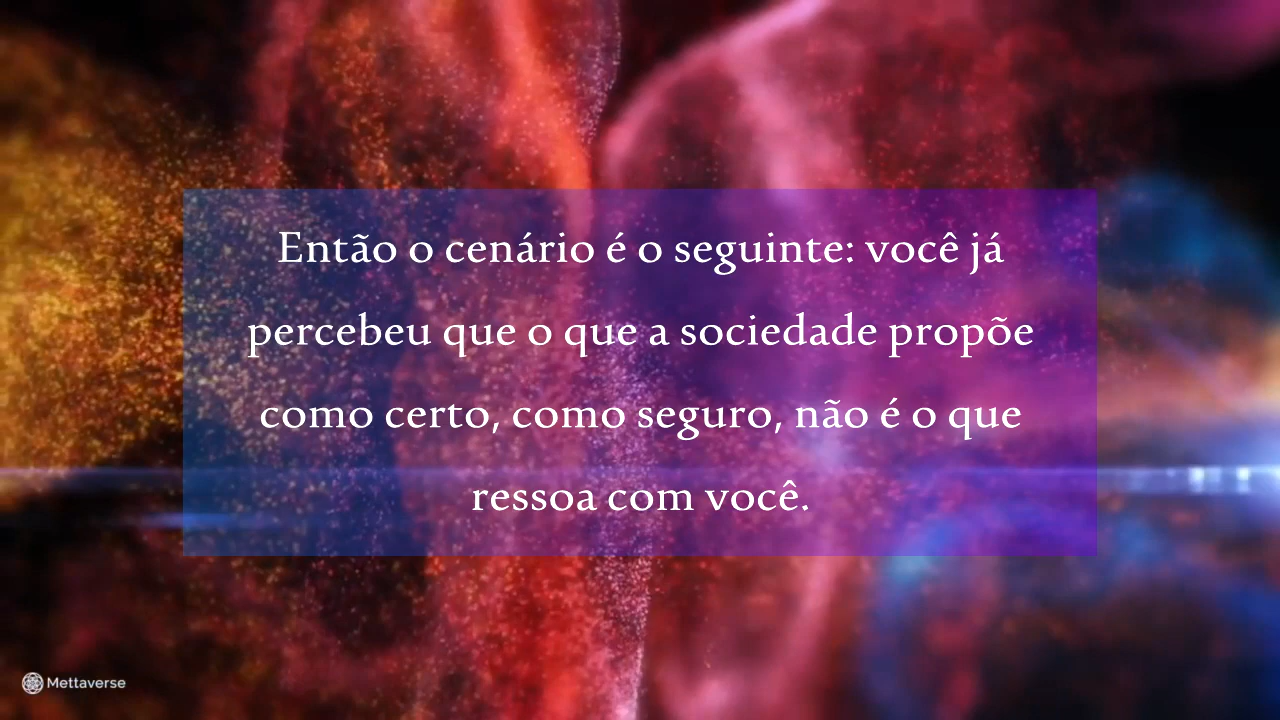 Então o cenário é o seguinte: você já
percebeu que o que a sociedade propõe
como certo, como seguro, não é o que
ressoa com você.
Mettaverse